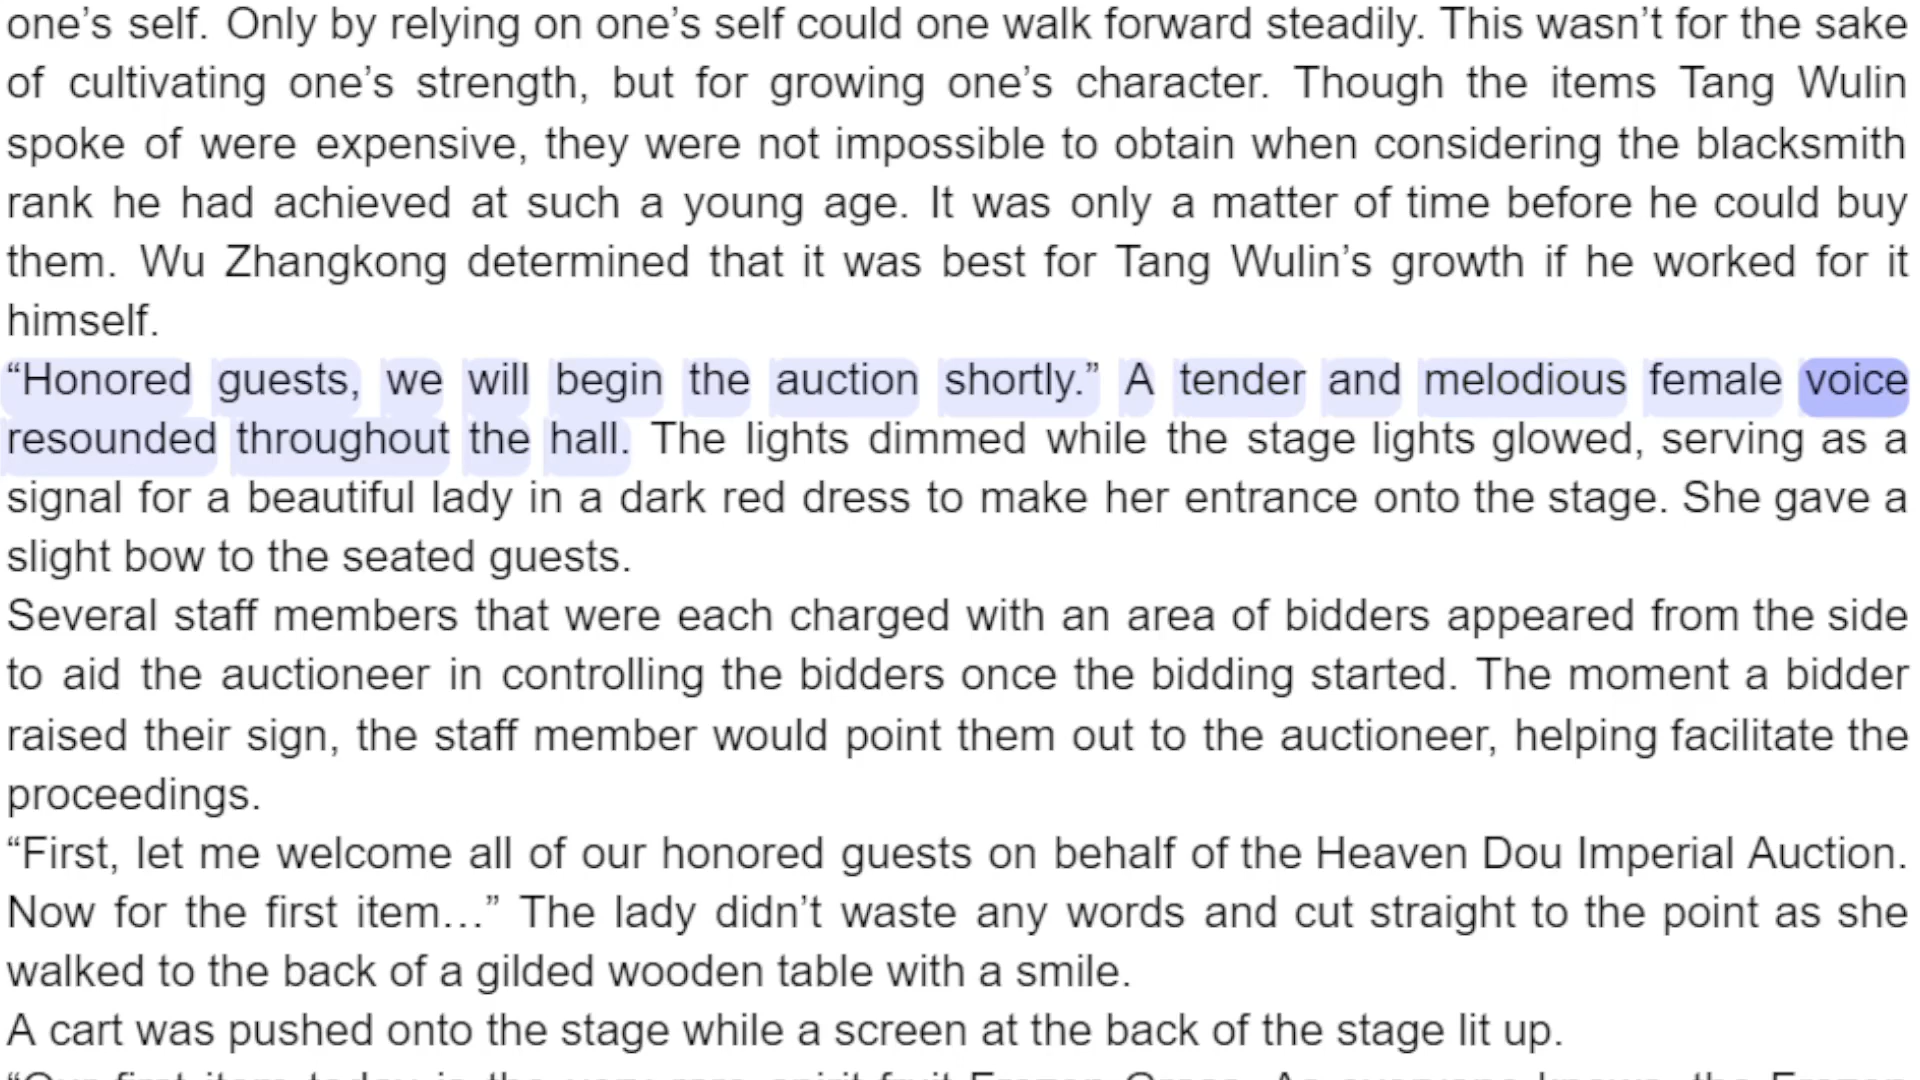 one’s self. Only by relying on one’s self could one walk forward steadily. This wasn’t for the sake
of cultivating one’s strength, but for growing one’s character. Though the items Tang Wulin
spoke of were expensive, they were not impossible to obtain when considering the blacksmith
rank he had achieved at such a young age. It was only a matter of time before he could buy
them. Wu Zhangkong determined that it was best for Tang Wulin’s growth if he worked for it
himself.
“Honored guests, we will begin the auction shortly.” A tender and melodious female voice
resounded throughout the hall. The lights dimmed while the stage lights glowed, serving as a
signal for a beautiful lady in a dark red dress to make her entrance onto the stage. She gave a
slight bow to the seated guests.
Several staff members that were each charged with an area of bidders appeared from the side
to aid the auctioneer in controlling the bidders once the bidding started. The moment a bidder
raised their sign, the staff member would point them out to the auctioneer, helping facilitate the
proceedings.
“First, let me welcome all of our honored guests on behalf of the Heaven Dou Imperial Auction.
Now for the first item…” The lady didn’t waste any words and cut straight to the point as she
walked to the back of a gilded wooden table with a smile.
A cart was pushed onto the stage while a screen at the back of the stage lit up.